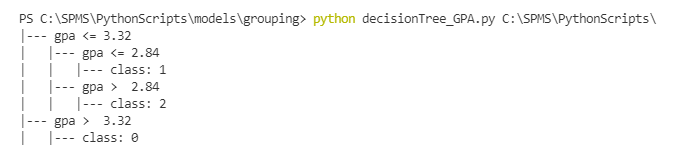 PS C:\SPMS\PythonScripts\models\grouping> python decisionTree_GPA.py C:\SPMS\PythonScripts\
|--- gpa <= 3.32
|   |--- gpa <= 2.84
|   |   |--- class: 1
|   |--- gpa >  2.84
|   |   |--- class: 2
|--- gpa >  3.32
|   |--- class: 0